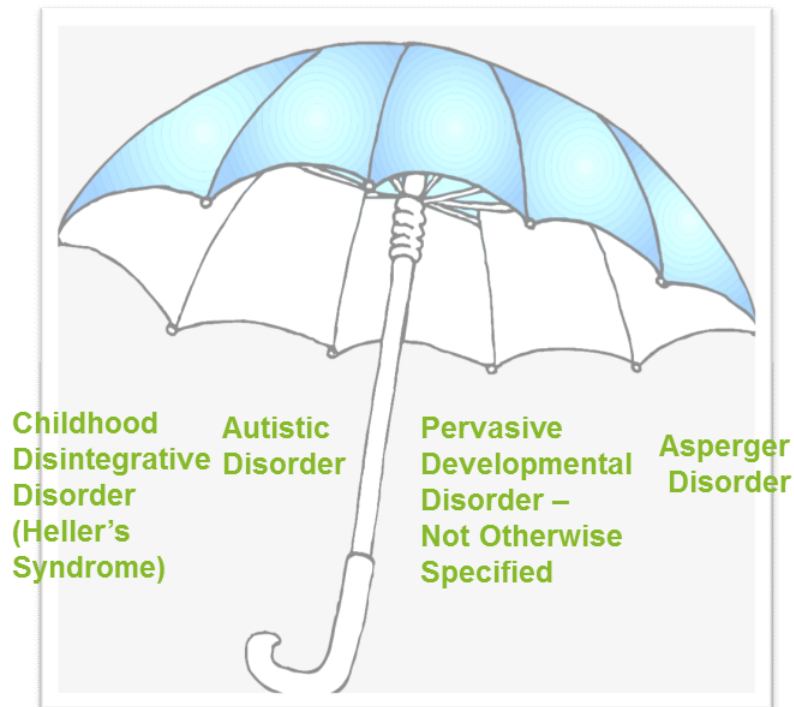 Childhood
Disintegrative
Disorder
(Heller's
Syndrome)
Autistic
Disorder
Pervasive
Developmental
Disorder –
Not Otherwise
Specified
Asperger
Disorder